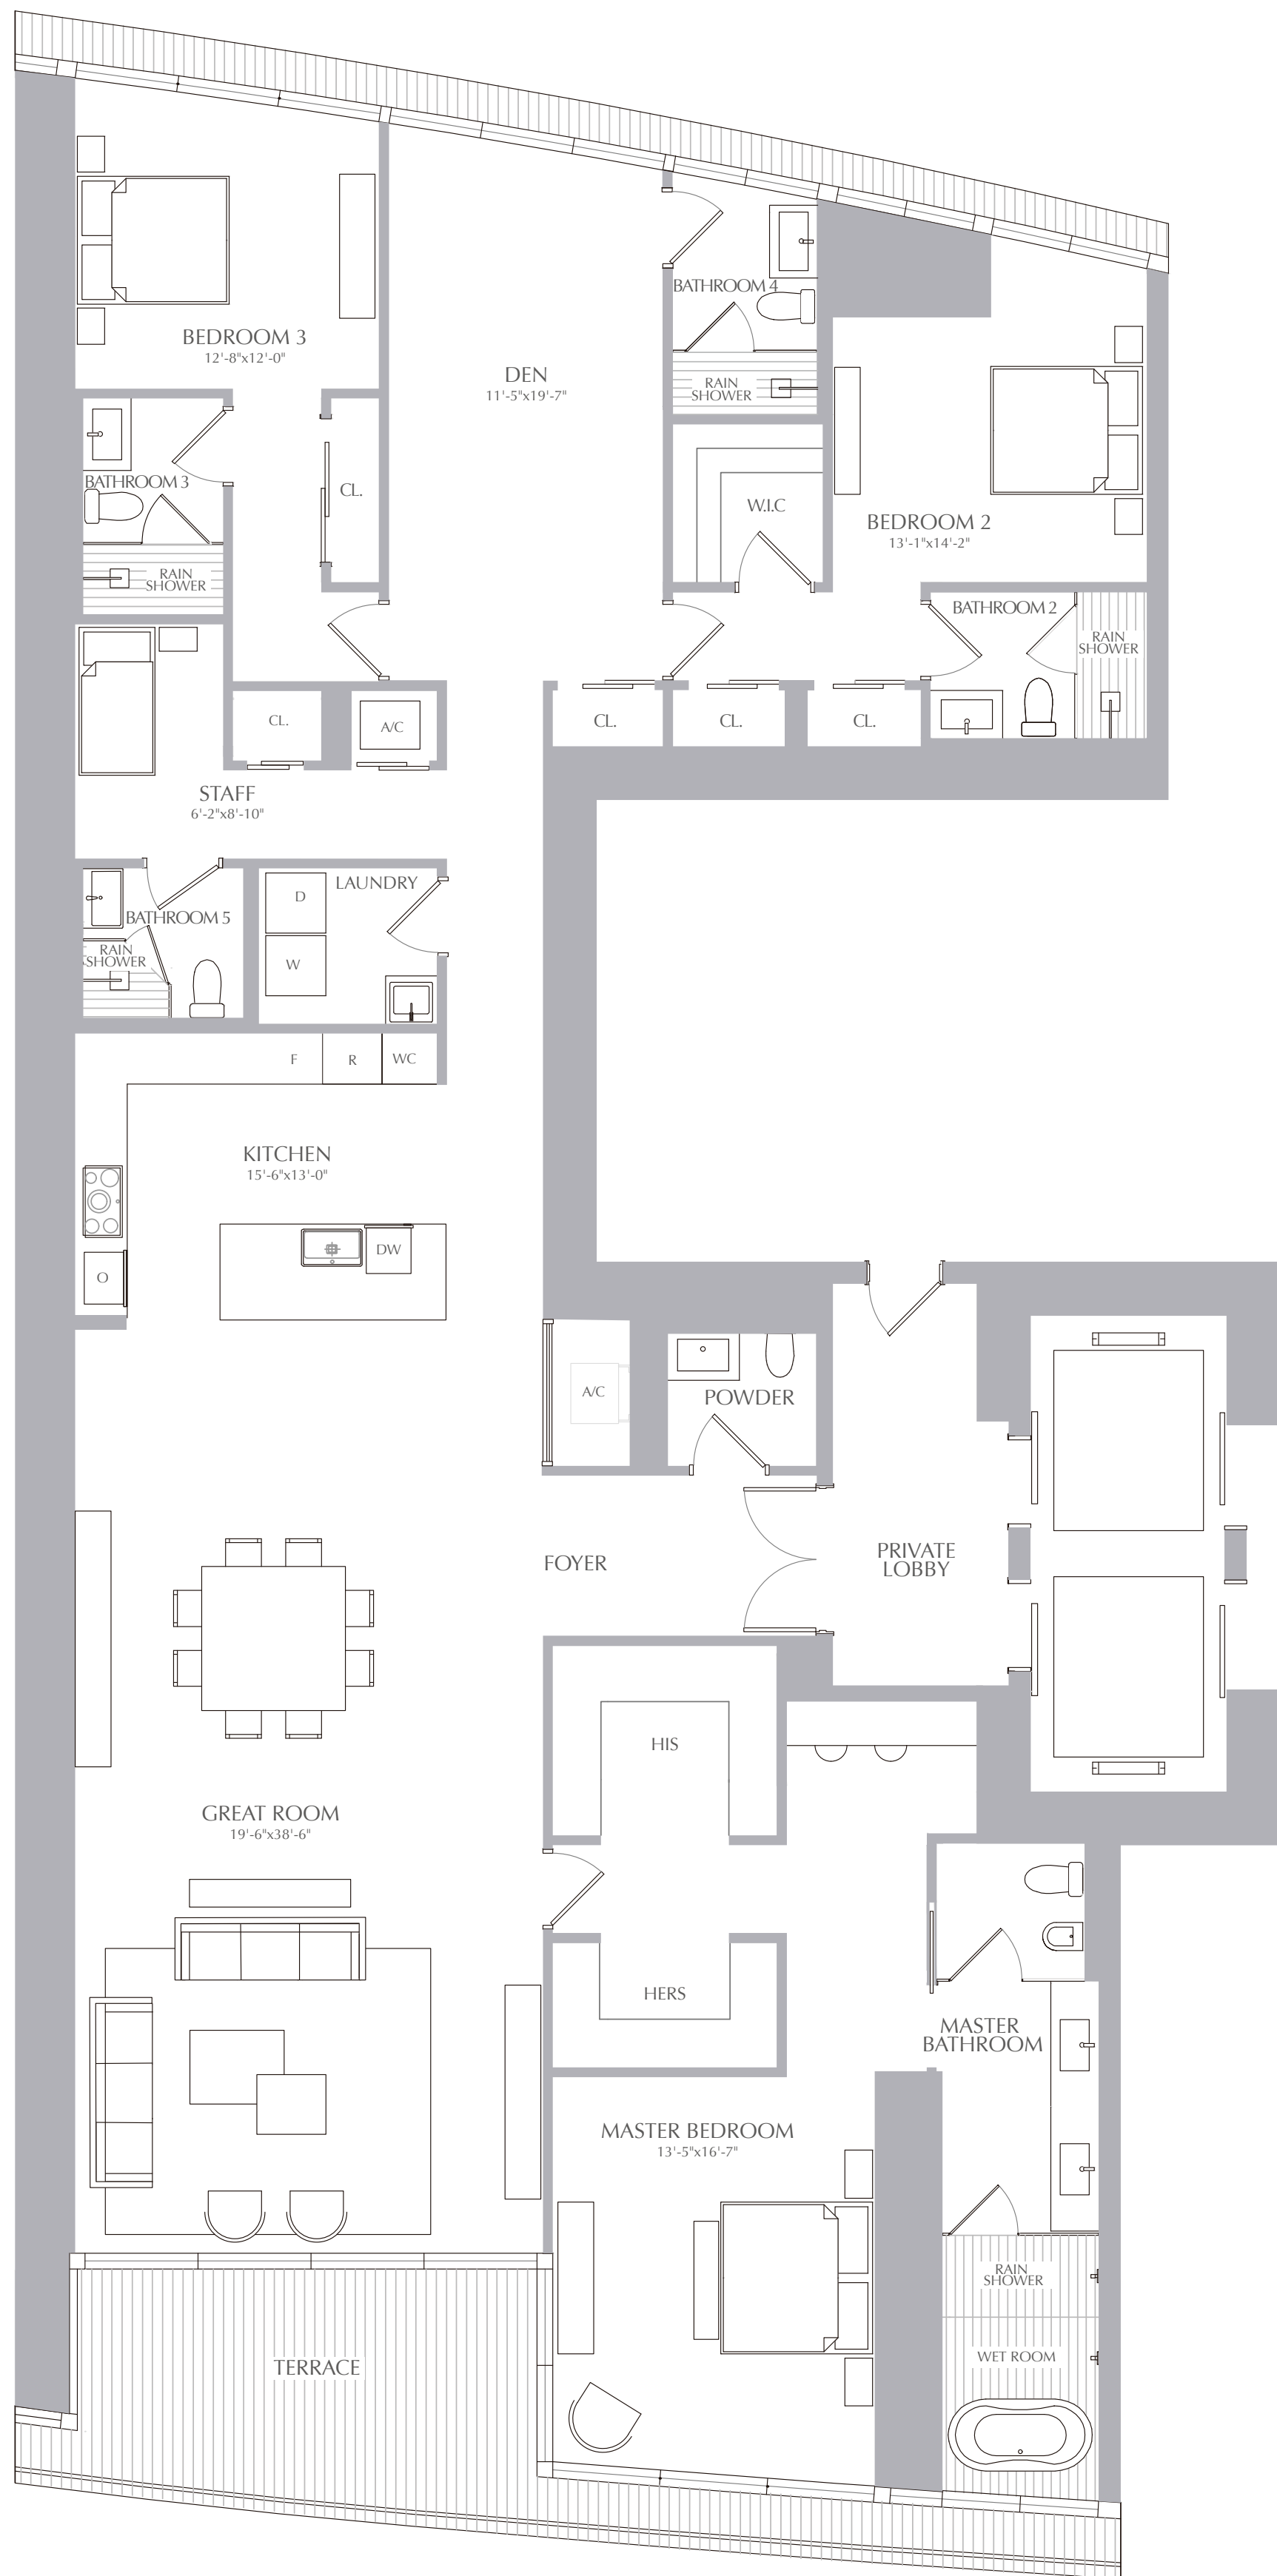 BATHROOM 4
BEDROOM 3
12'-8"x12'-0"
DEN
11'-5"x19'-7"
RAIN
SHOWER
BATHROOM 3
CL.
W.I.C
BEDROOM 2
13'-1"x14'-2"
RAIN
SHOWER
BATHROOM 2
RAIN
SHOWER
CL.
A/C
CL.
CL.
CL.
STAFF
6'-2"x8'-10"
LAUNDRY
D
BATHROOM 5
RAIN
SHOWER
W
F
R
WC
KITCHEN
15'-6"x13'-0"
DW
O
A/C
POWDER
FOYER
PRIVATE
LOBBY
HIS
GREAT ROOM
19'-6"x38'-6"
HERS
MASTER
BATHROOM
MASTER BEDROOM
13'-5"x16'-7"
RAIN
SHOWER
WET ROOM
TERRACE